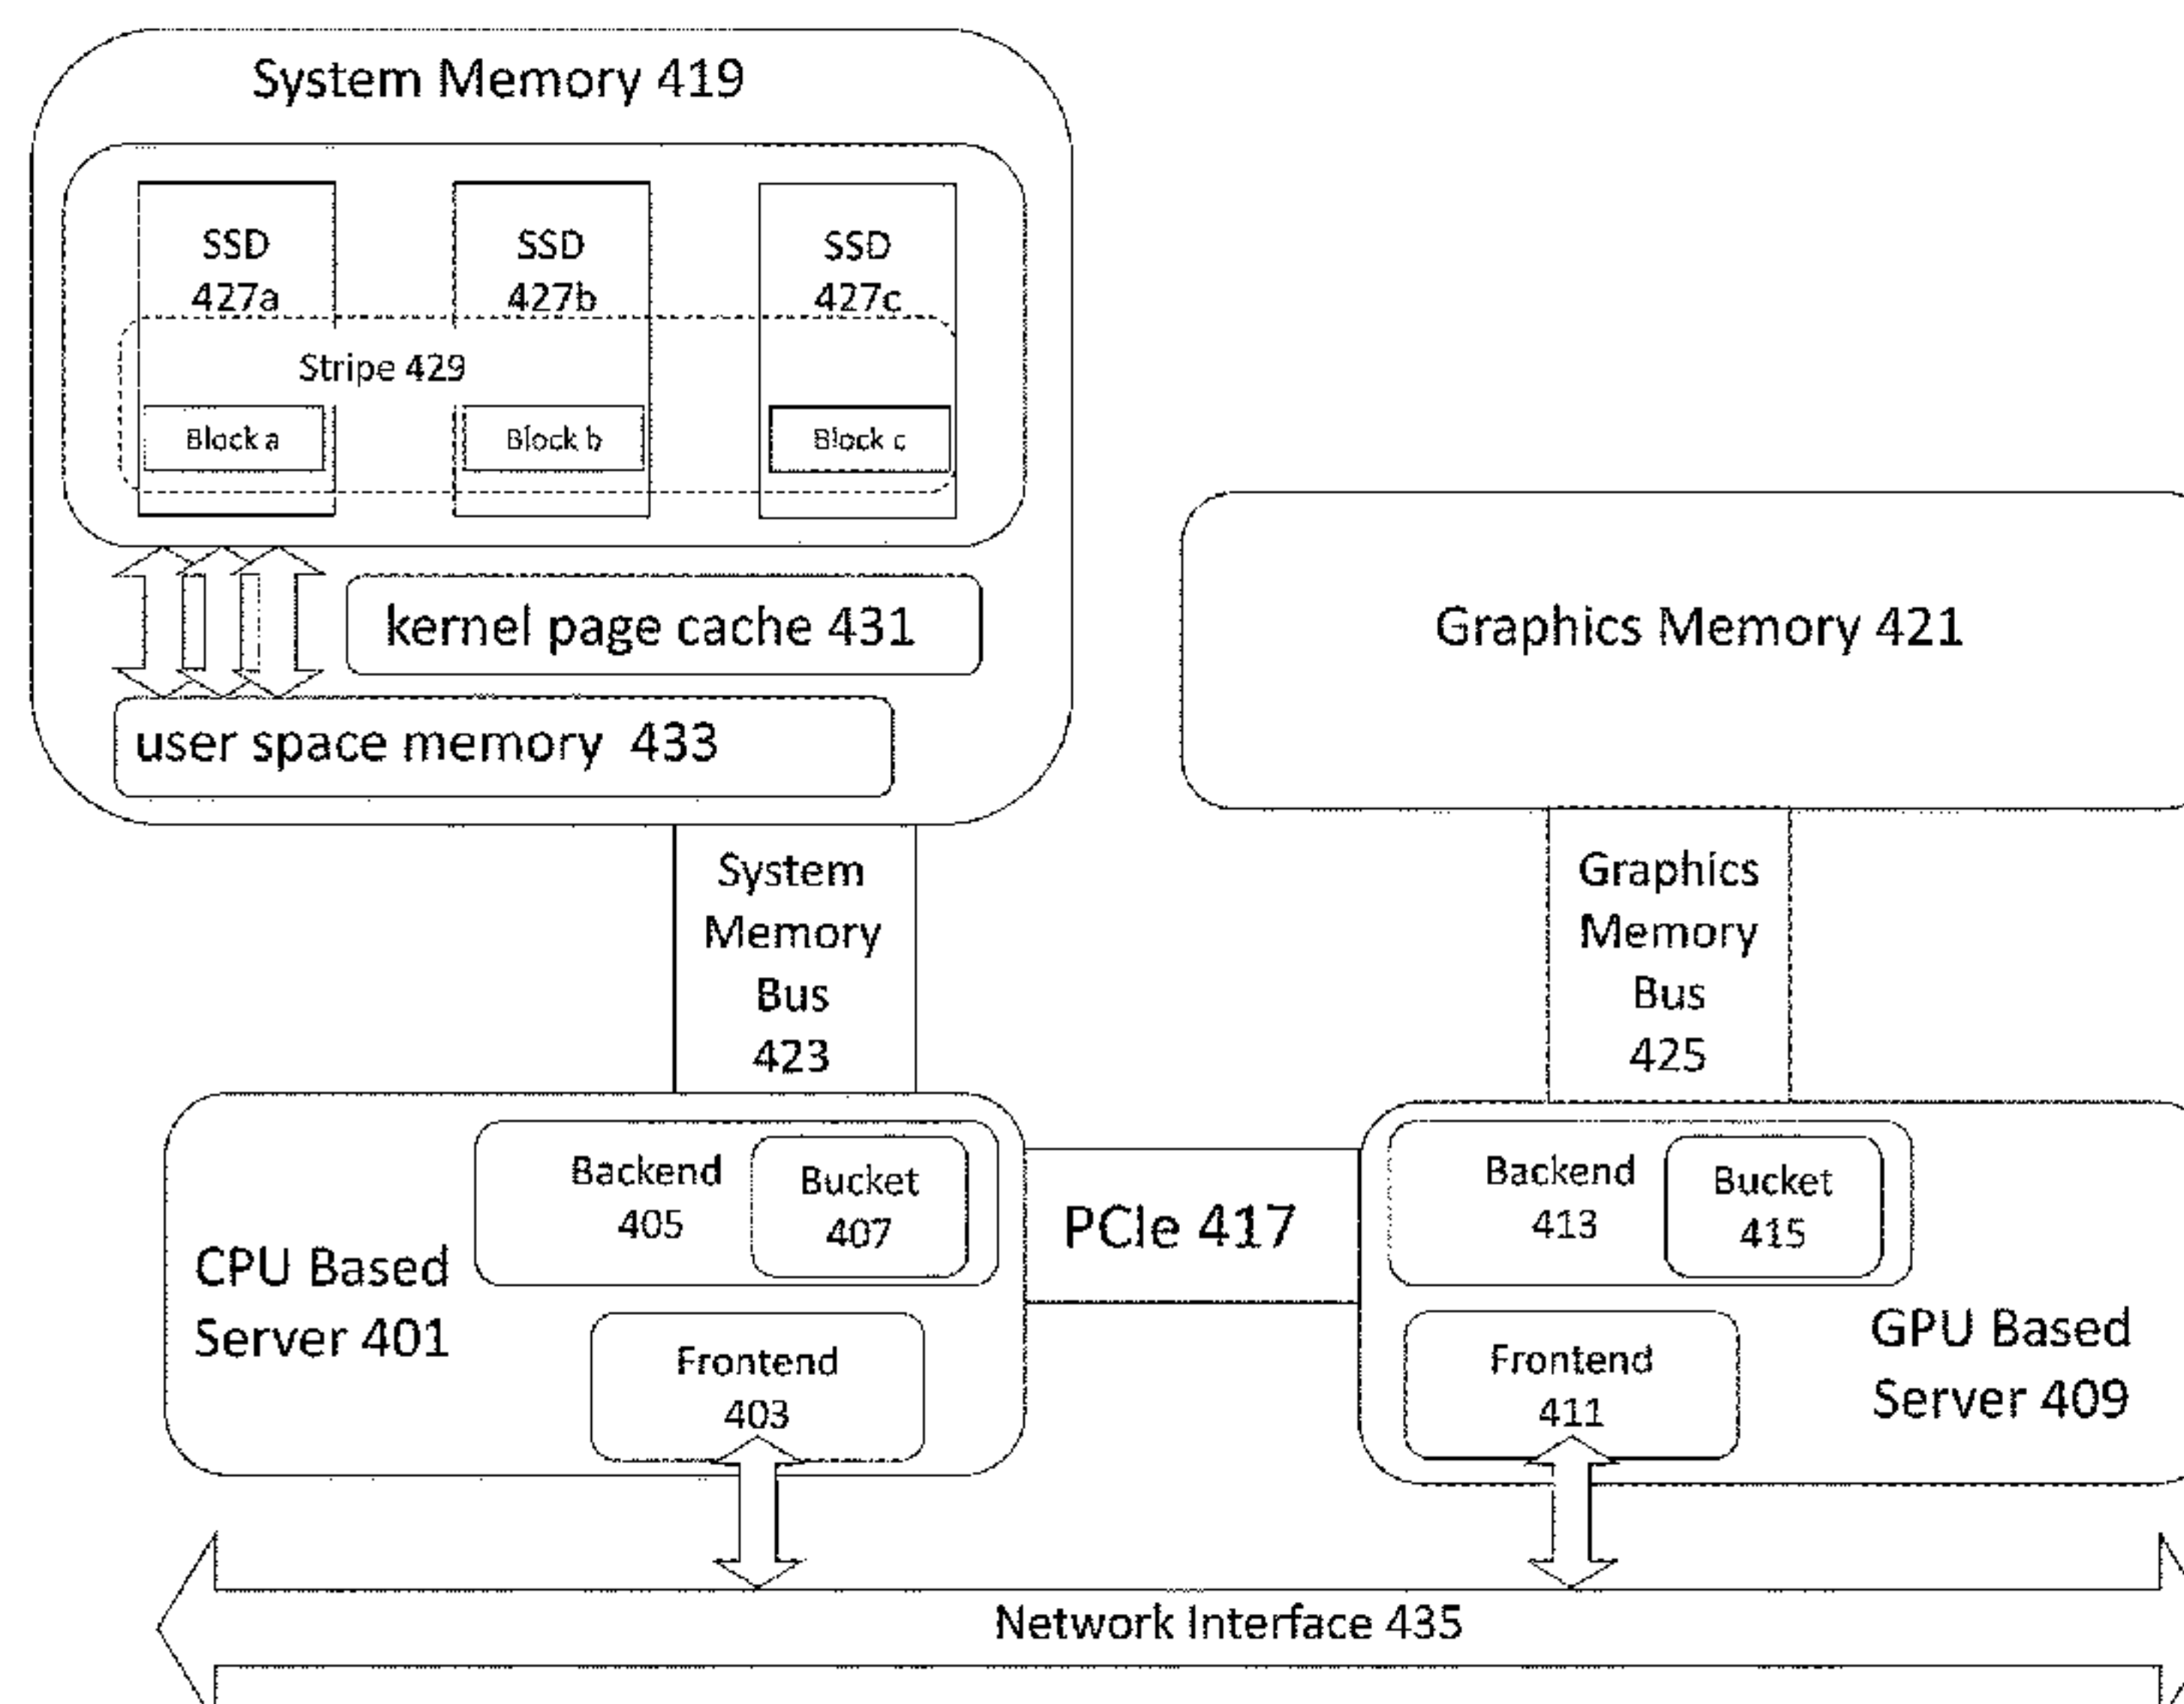 System Memory 419
SSD
427a
SSD
427b
SSD
427c
Stripe 429
Block a
Block b
Block c
kernel page cache 431
user space memory 433
Graphics Memory 421
System
Memory
Bus
423
Graphics
Memory
Bus
425
CPU Based
Server 401
Backend
405
Bucket
407
Frontend
403
PCIe 417
Backend
413
Bucket
415
Frontend
411
GPU Based
Server 409
Network Interface 435